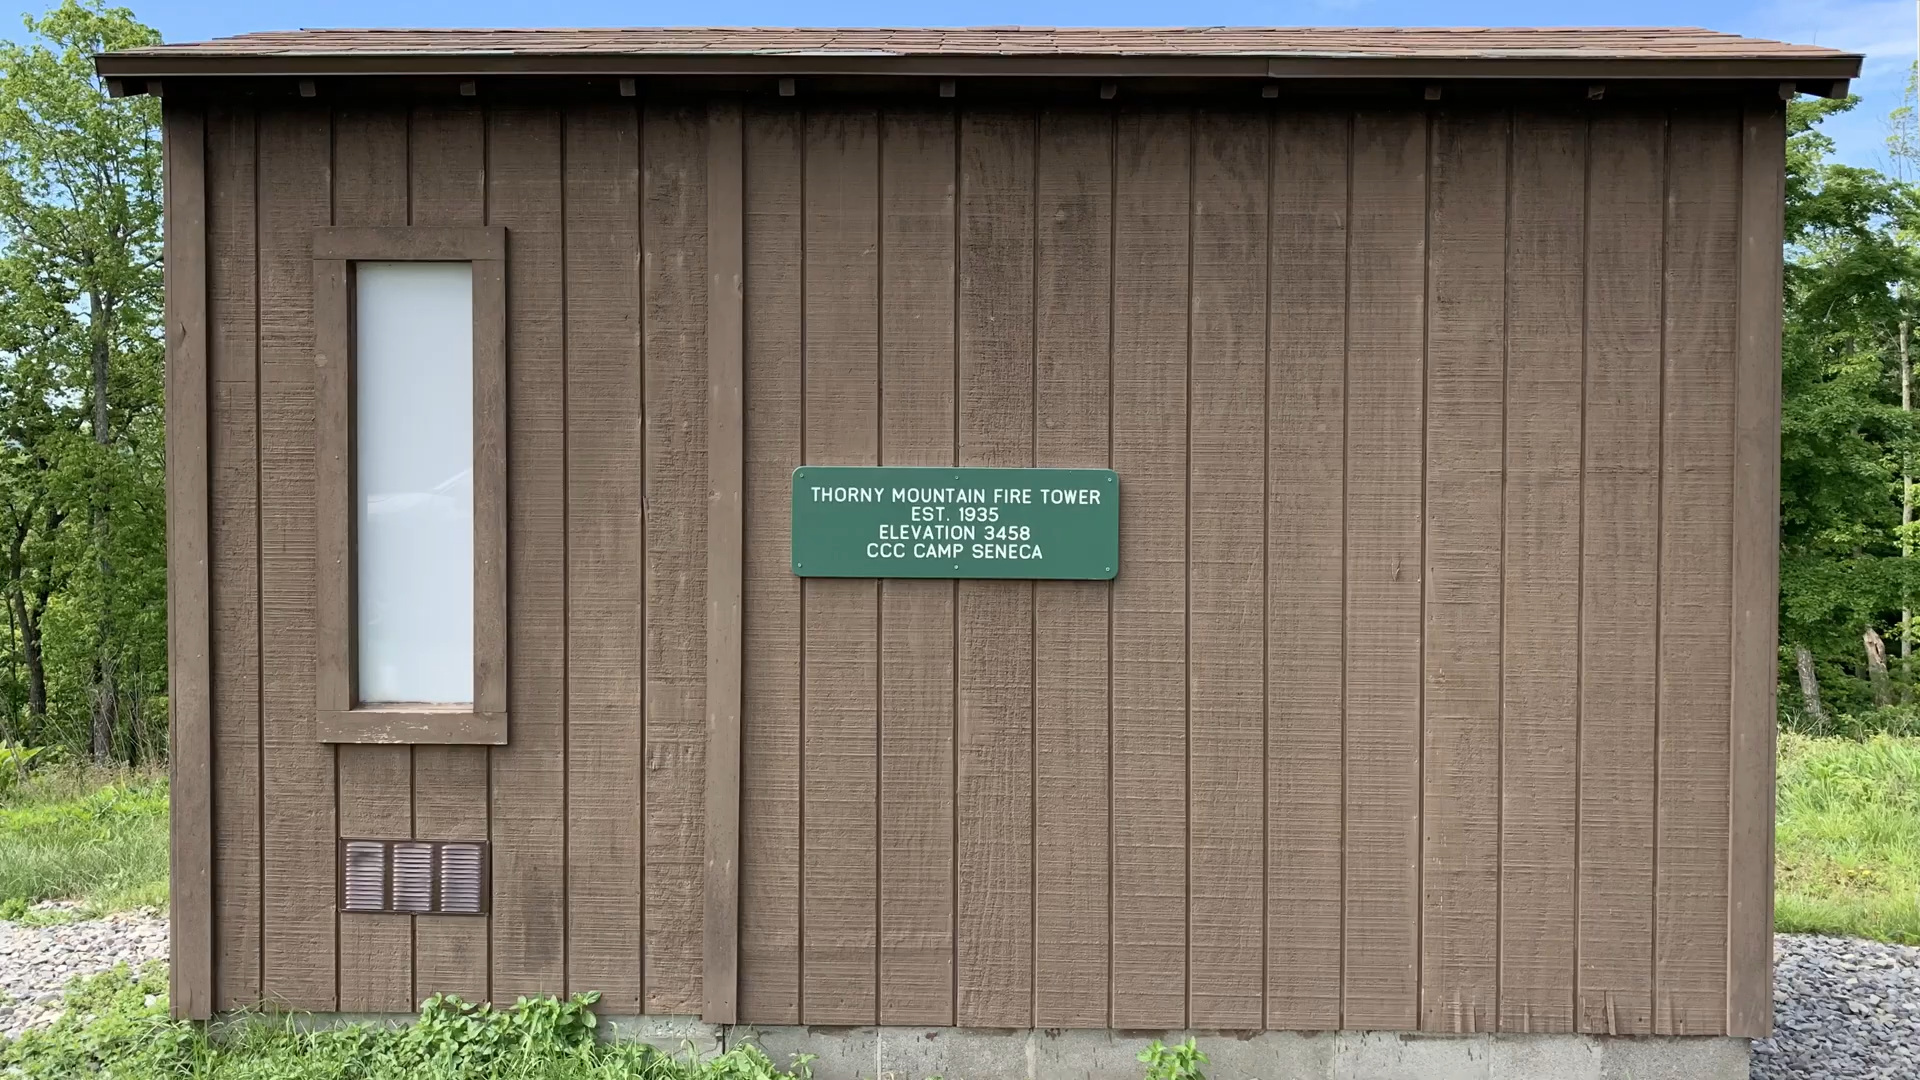 THORNY MOUNTAIN FIRE TOWER
EST. 1935
ELEVATION 3458
CCC CAMP SENECA